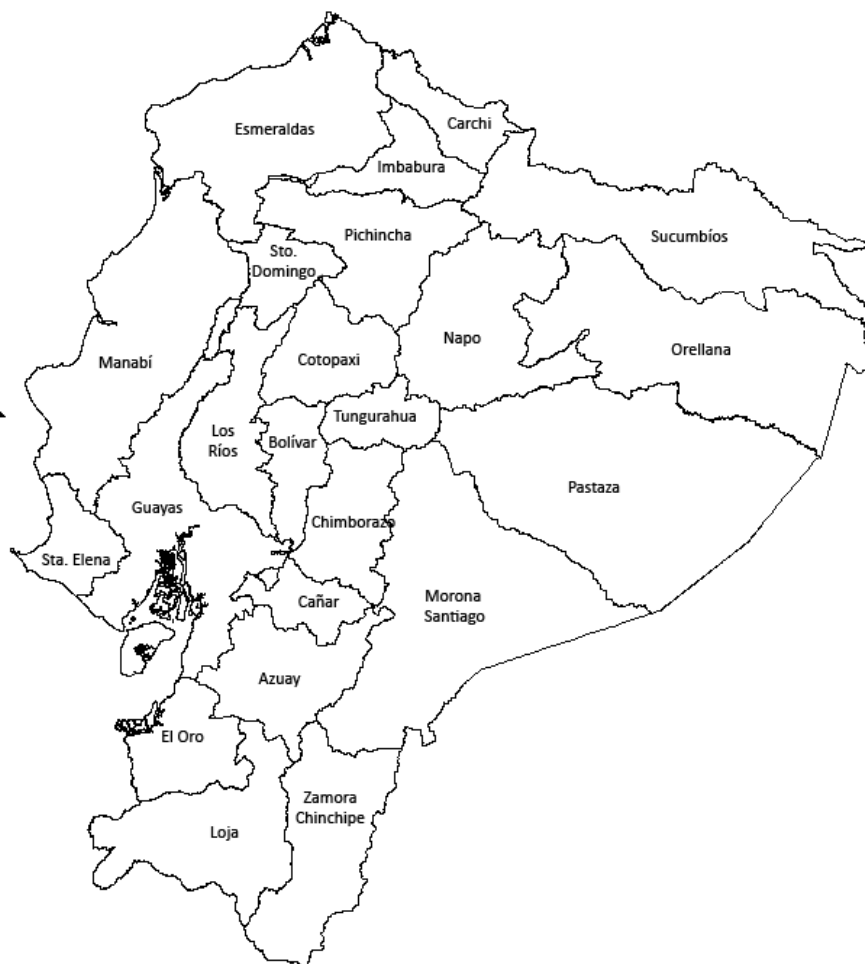 Carchi
Esmeraldas
Imbabura
Pichincha
Sucumbíos
Sto.
Domingo
Napo
Orellana
Manabí
Cotopaxi
Tungurahua
Los
Ríos
Bolívar
Pastaza
Guayas
Chimborazo
Sta. Elena
Cañar
Morona
Santiago
Azuay
El Oro
Zamora
Chinchipe
Loja